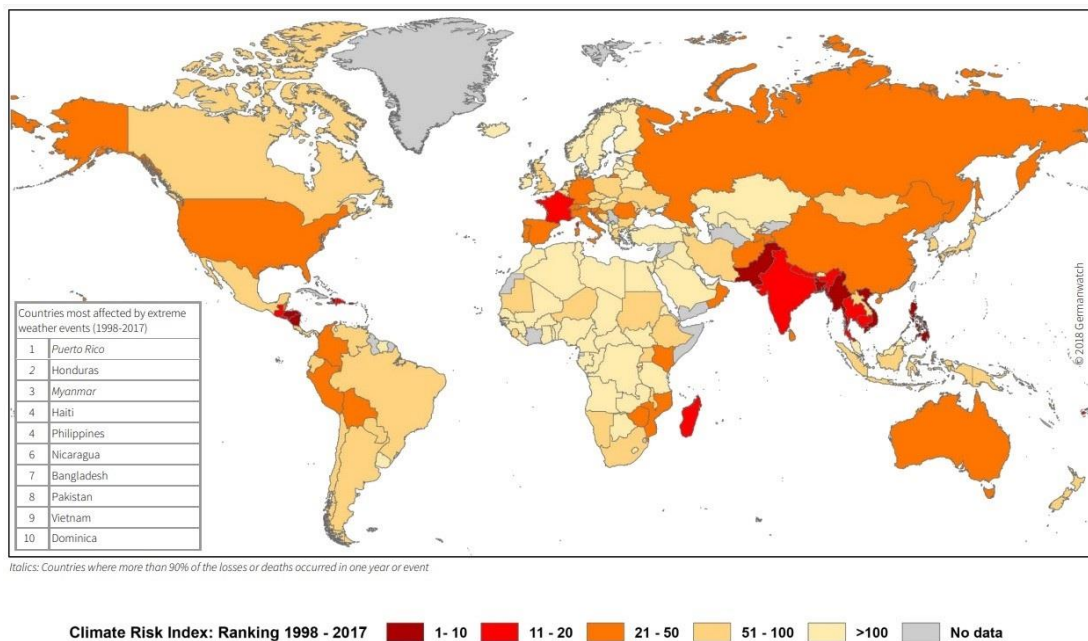 Countries most affected by extreme
weather events (1998-2017)
1 Puerto Rico
2 Honduras
3 Myanmar
4 Haiti
4 Philippines
6 Nicaragua
7 Bangladesh
8 Pakistan
9 Vietnam
10 Dominica
© 2018 Germanwatch
Italics: Countries where more than 90% of the losses or deaths occurred in one year or event
Climate Risk Index: Ranking 1998 - 2017 1- 10 11 - 20 21 - 50 51 - 100 >100 No data